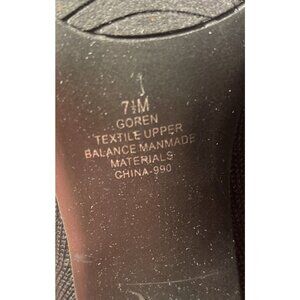 7½M
GOREN
TEXTILE UPPER
BALANCE MANMADE
MATERIALS
CHINA-990